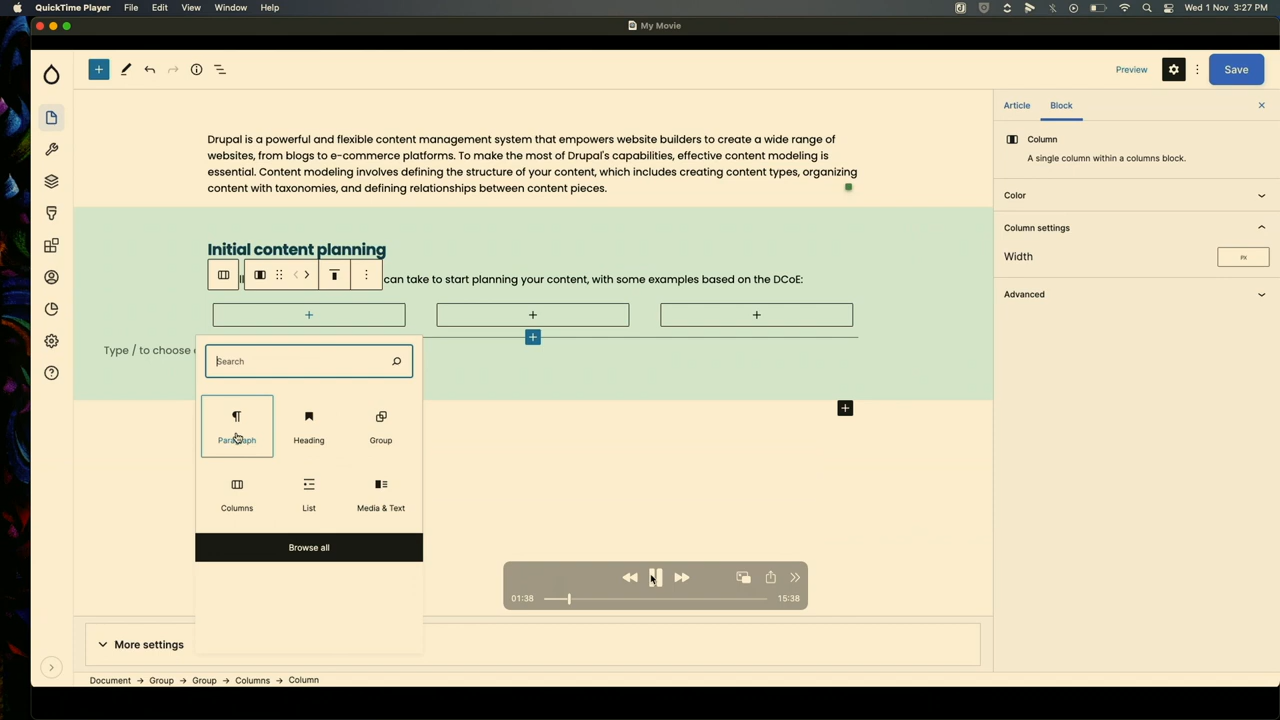 QuickTime Player File Edit View Window Help
Wed 1 Nov 3:27 PM
My Movie
Preview
Save
Article Block
Column
A single column within a columns block.
Color
Column settings
Width
PX
Advanced
Drupal is a powerful and flexible content management system that empowers website builders to create a wide range of
websites, from blogs to e-commerce platforms. To make the most of Drupal's capabilities, effective content modeling is
essential. Content modeling involves defining the structure of your content, which includes creating content types, organizing
content with taxonomies, and defining relationships between content pieces.
Initial content planning
can take to start planning your content, with some examples based on the DCoE:
Type / to choose
Search
Paragraph Heading Group
Columns List Media & Text
Browse all
01:38 15:38
More settings
Document → Group → Group → Columns → Column